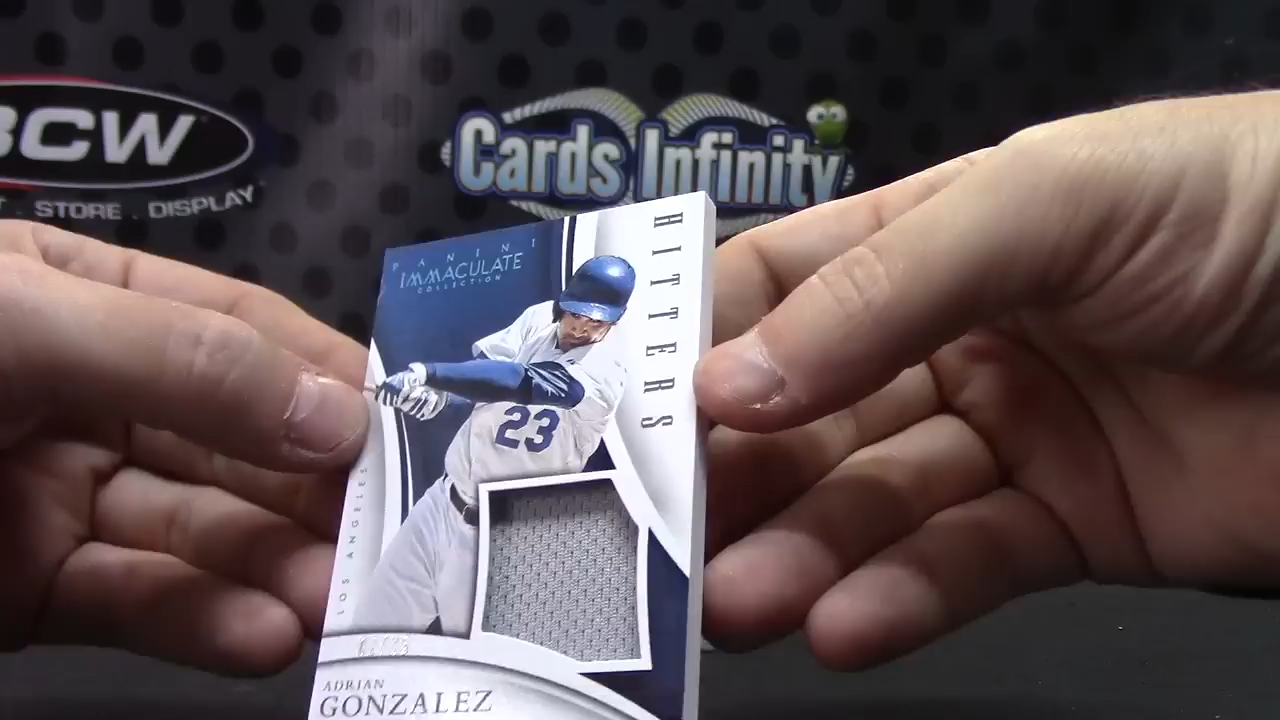 BCW
STORE . DISPLAY
Cards Infinity
PANINI
IMMACULATE
COLLECTION
HITTERS
23
LOS ANGELES
ADRIAN
GONZALEZ